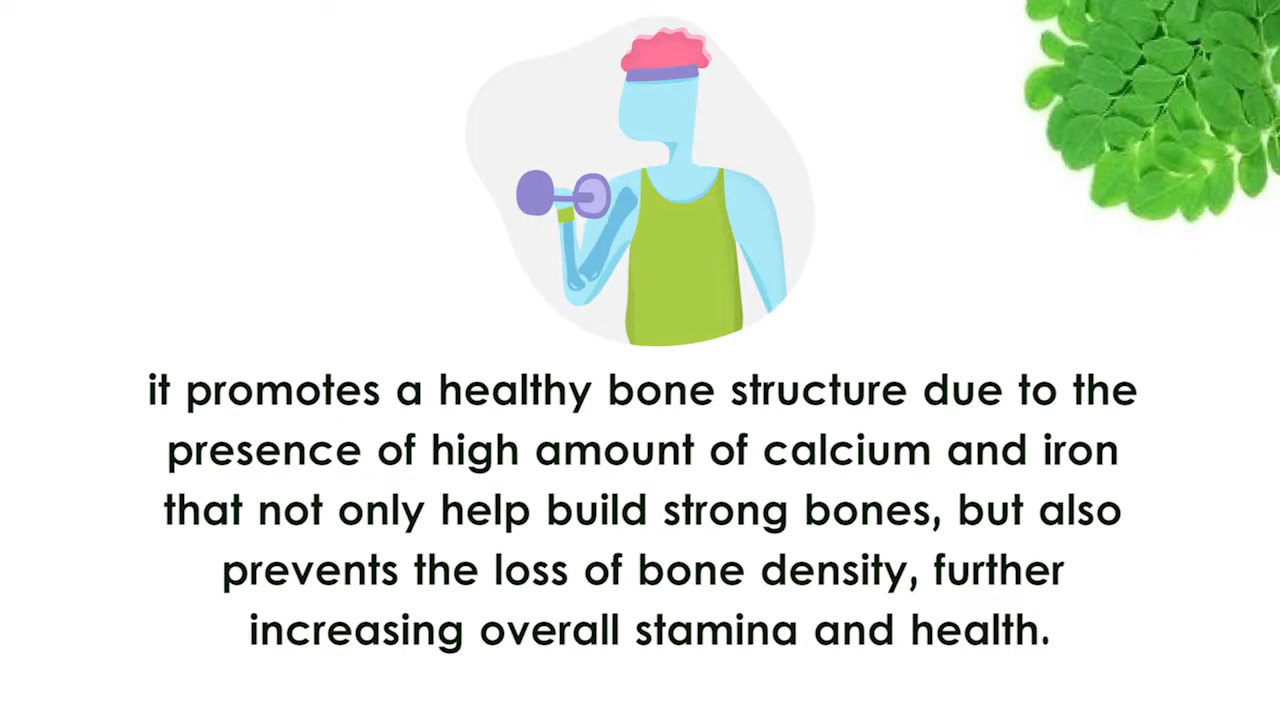 it promotes a healthy bone structure due to the
presence of high amount of calcium and iron
that not only help build strong bones, but also
prevents the loss of bone density, further
increasing overall stamina and health.